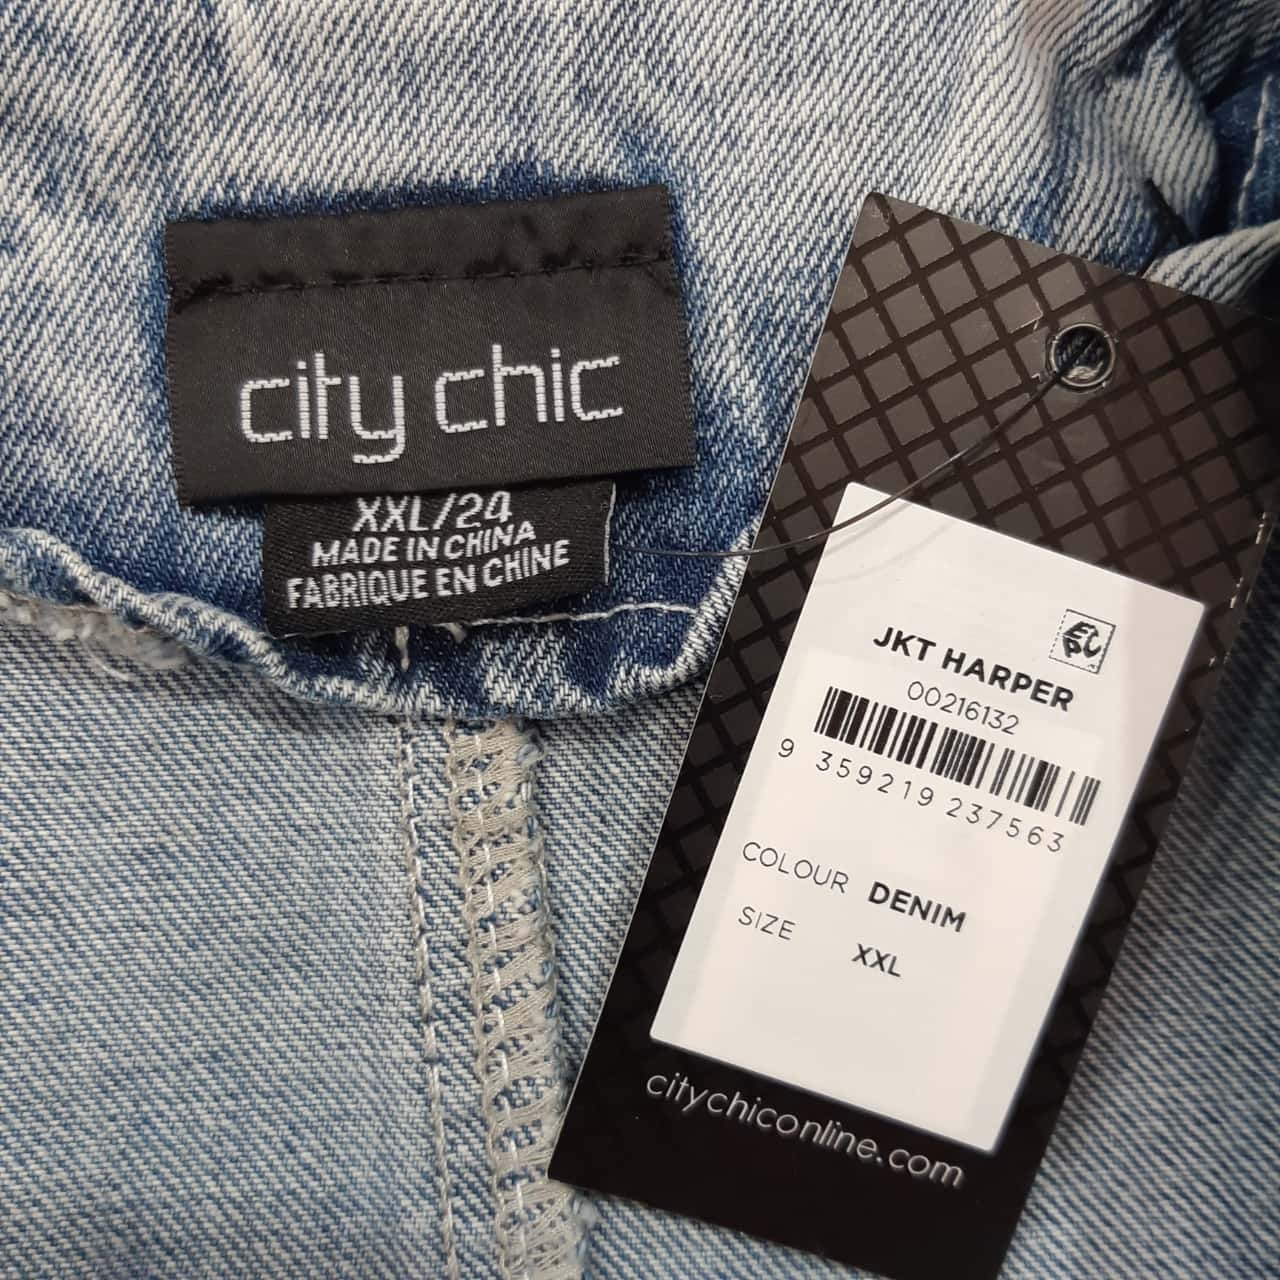 city chic
XXL/24
MADE IN CHINA
FABRIQUE EN CHINE
JKT HARPER
00216132
9 359219 237563
COLOUR DENIM
SIZE XXL
citychiconline.com